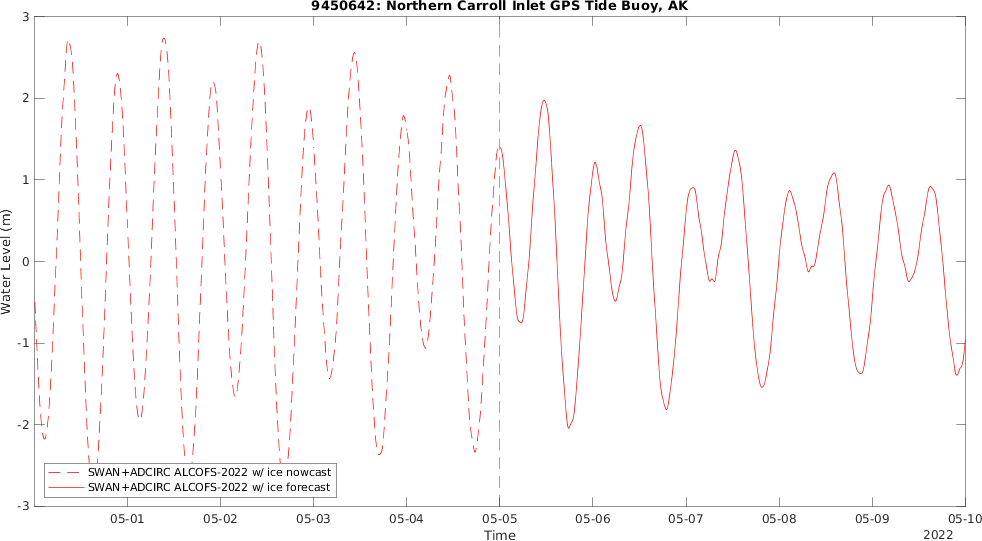 9450642: Northern Carroll Inlet GPS Tide Buoy, AK
3
2
1
0
-1
-2
-3
Water Level (m)
SWAN+ADCIRC ALCOFS-2022 w/ ice nowcast
SWAN+ADCIRC ALCOFS-2022 w/ ice forecast
05-01 05-02 05-03 05-04 05-05 05-06 05-07 05-08 05-09 05-10
Time
2022